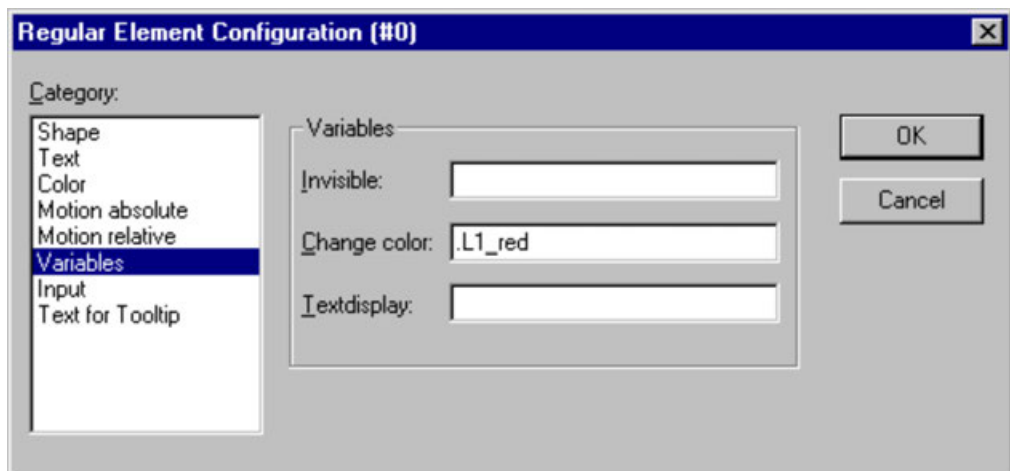 Regular Element Configuration (#0)
Category:
Shape
Text
Color
Motion absolute
Motion relative
Variables
Input
Text for Tooltip
Variables
Invisible:
Change color: .L1_red
Textdisplay:
OK
Cancel